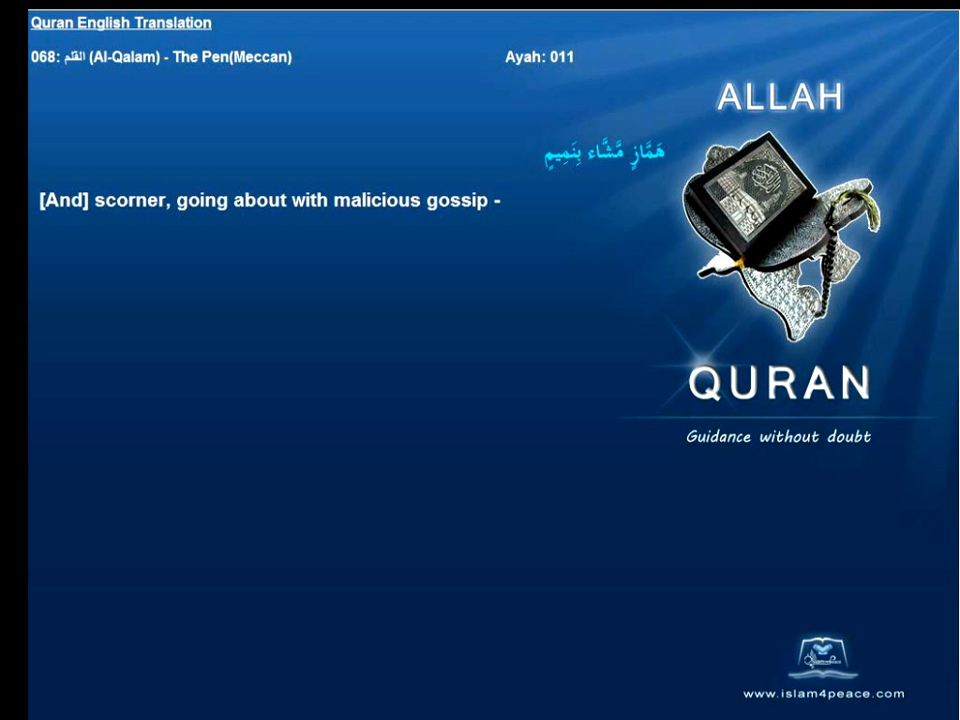 Quran English Translation
068: القلم (Al-Qalam) - The Pen(Meccan)
Ayah: 011
ALLAH
هَمَّازٍ مَّشَّاء بِنَمِيمٍ
[And] scorner, going about with malicious gossip -
QURAN
Guidance without doubt
www.islam4peace.com